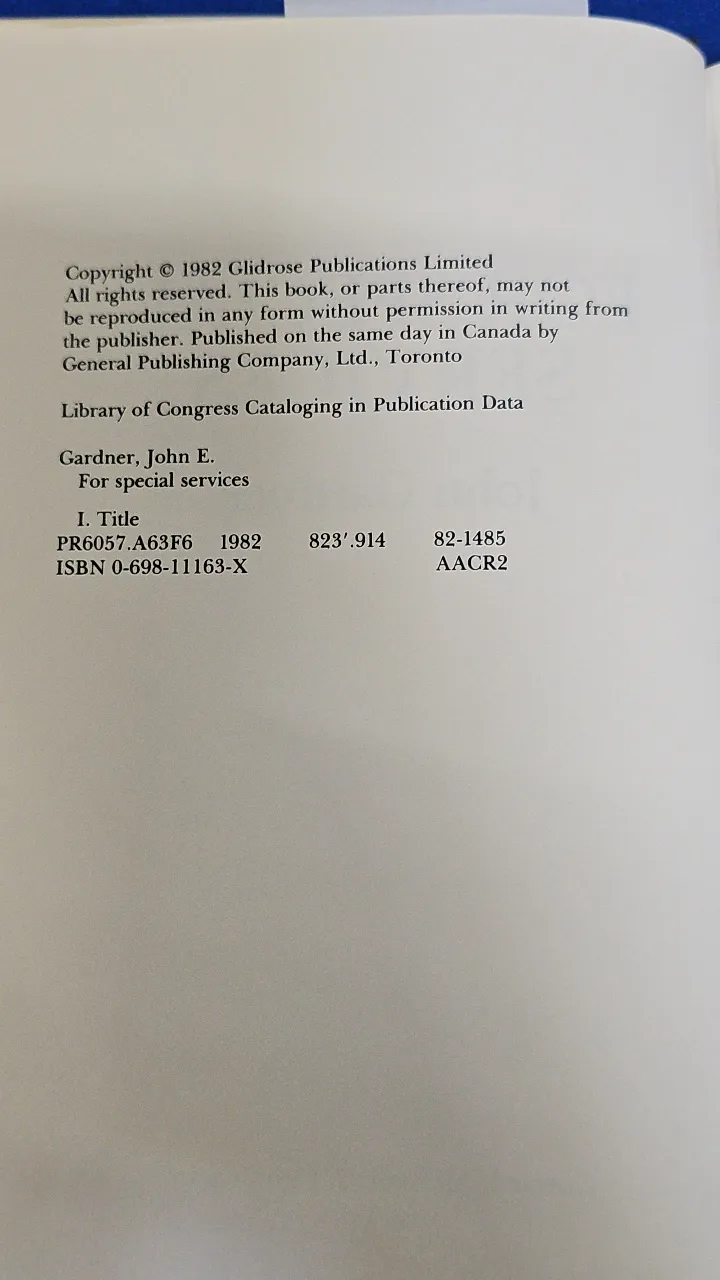 Copyright © 1982 Glidrose Publications Limited
All rights reserved. This book, or parts thereof, may not
be reproduced in any form without permission in writing from
the publisher. Published on the same day in Canada by
General Publishing Company, Ltd., Toronto
Library of Congress Cataloging in Publication Data
Gardner, John E.
For special services
I. Title
PR6057.A63F6 1982 823′.914 82-1485
ISBN 0-698-11163-X AACR2